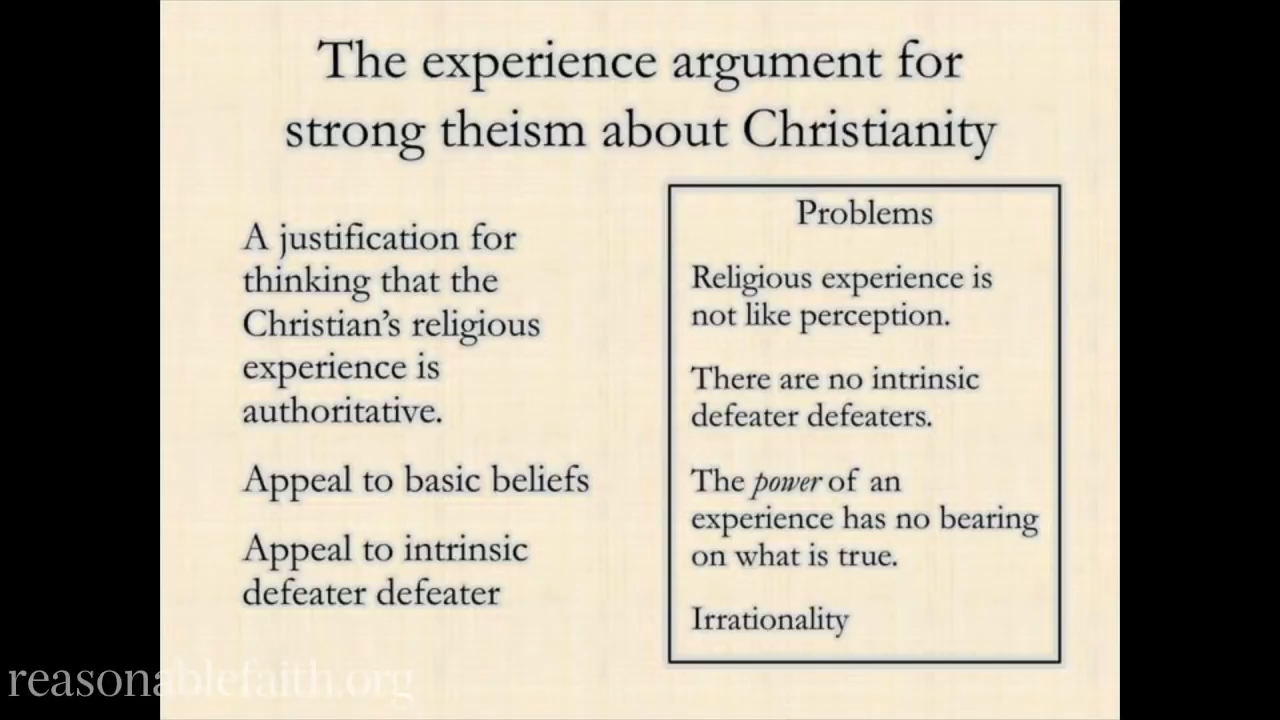 The experience argument for
strong theism about Christianity
A justification for
thinking that the
Christian’s religious
experience is
authoritative.
Appeal to basic beliefs
Appeal to intrinsic
defeater defeater
Problems
Religious experience is
not like perception.
There are no intrinsic
defeater defeaters.
The power of an
experience has no bearing
on what is true.
Irrationality
reasonablefaith.org